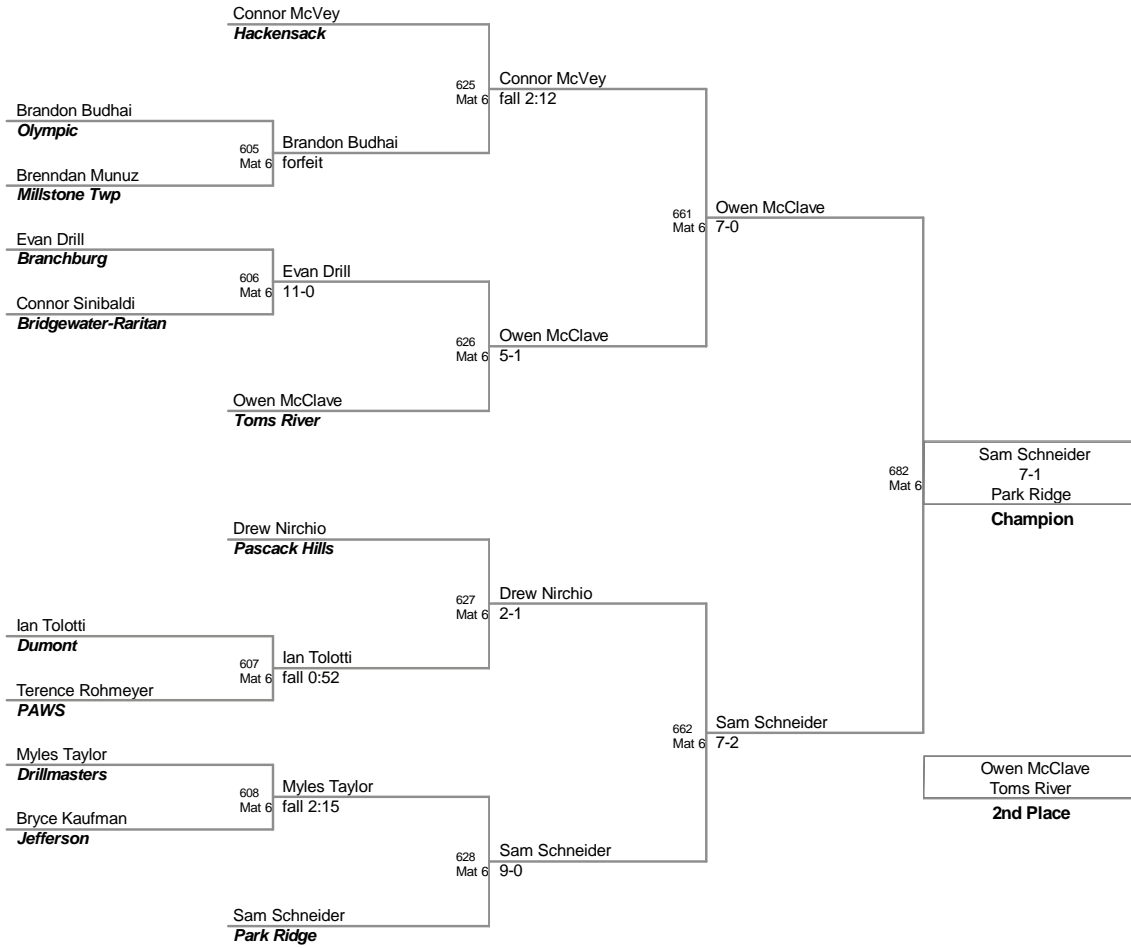 Connor McVey
Hackensack
625
Mat 6
Connor McVey
fall 2:12
Brandon Budhai
Olympic
605
Mat 6
Brandon Budhai
forfeit
Brenndan Munuz
Millstone Twp
661
Mat 6
Owen McClave
7-0
Evan Drill
Branchburg
606
Mat 6
Evan Drill
11-0
Connor Sinibaldi
Bridgewater-Raritan
626
Mat 6
Owen McClave
5-1
Owen McClave
Toms River
682
Mat 6
Sam Schneider
7-1
Park Ridge
Champion
Drew Nirchio
Pascack Hills
627
Mat 6
Drew Nirchio
2-1
Ian Tolotti
Dumont
607
Mat 6
Ian Tolotti
fall 0:52
Terence Rohmeyer
PAWS
662
Mat 6
Sam Schneider
7-2
Myles Taylor
Drillmasters
608
Mat 6
Myles Taylor
fall 2:15
Bryce Kaufman
Jefferson
628
Mat 6
Sam Schneider
9-0
Sam Schneider
Park Ridge
Owen McClave
Toms River
2nd Place